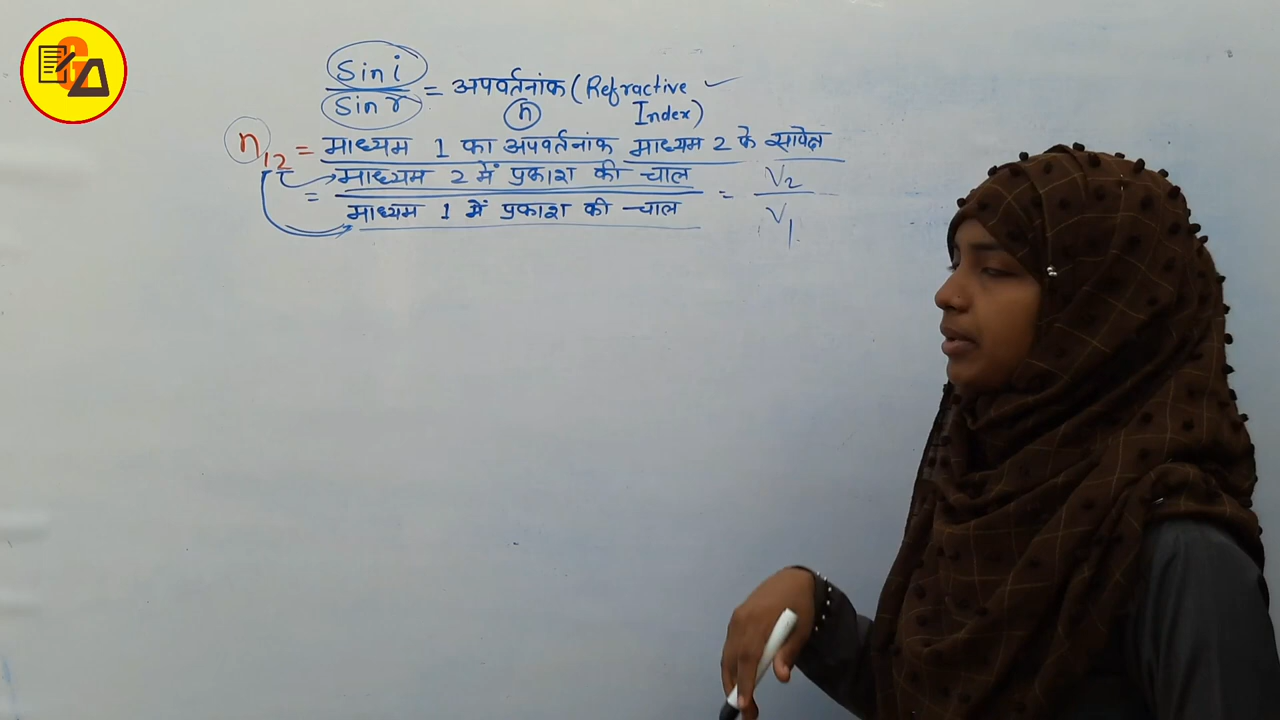 Sin i
Sin r = अपवर्तनांक (Refractive Index)
n
n12 = माध्यम 1 का अपवर्तनांक माध्यम 2 के सापेक्ष
= माध्यम 2 में प्रकाश की चाल = V2
माध्यम 1 में प्रकाश की चाल V1